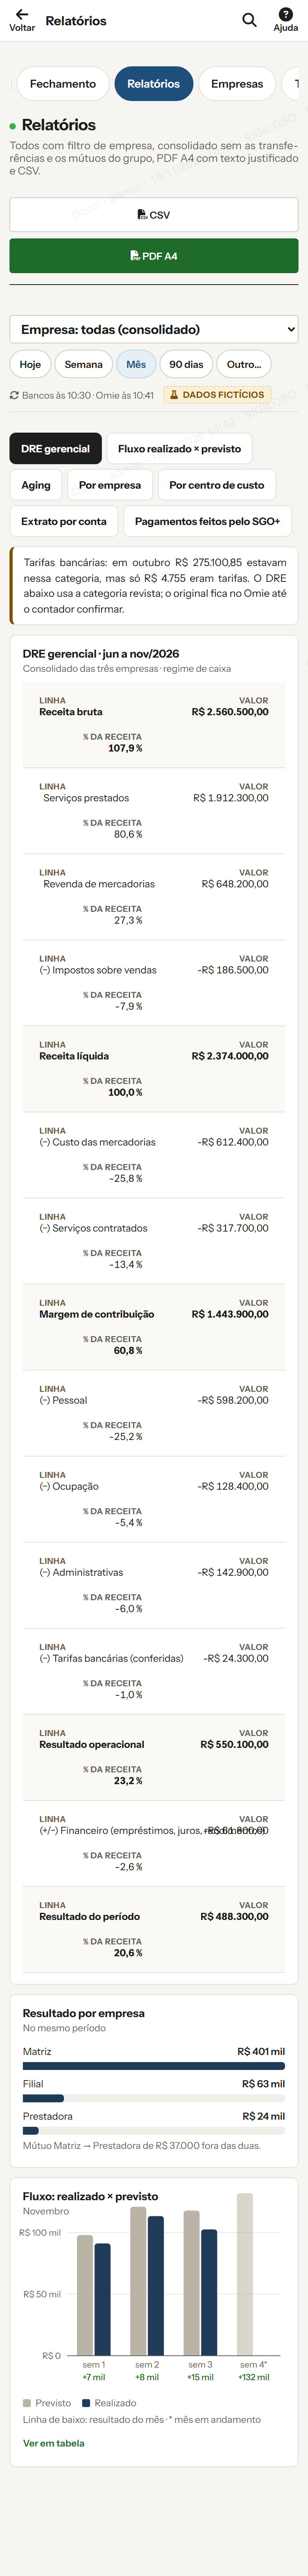 Voltar
Relatórios
Ajuda
Fechamento
Relatórios
Empresas
Relatórios
Todos com filtro de empresa, consolidado sem as transfe-
rências e os mútuos do grupo, PDF A4 com texto justificado
e CSV.
CSV
PDF A4
Empresa: todas (consolidado)
Hoje
Semana
Mês
90 dias
Outro...
Bancos às 10:30 · Omie às 10:41
DADOS FICTÍCIOS
DRE gerencial
Fluxo realizado × previsto
Aging
Por empresa
Por centro de custo
Extrato por conta
Pagamentos feitos pelo SGO+
Tarifas bancárias: em outubro R$ 275.100,85 estavam
nessa categoria, mas só R$ 4.755 eram tarifas. O DRE
abaixo usa a categoria revista; o original fica no Omie até
o contador confirmar.
DRE gerencial · jun a nov/2026
Consolidado das três empresas · regime de caixa
LINHA VALOR
Receita bruta R$ 2.560.500,00
% DA RECEITA
107,9 %
LINHA VALOR
Serviços prestados R$ 1.912.300,00
% DA RECEITA
80,6 %
LINHA VALOR
Revenda de mercadorias R$ 648.200,00
% DA RECEITA
27,3 %
LINHA VALOR
(−) Impostos sobre vendas -R$ 186.500,00
% DA RECEITA
-7,9 %
LINHA VALOR
Receita líquida R$ 2.374.000,00
% DA RECEITA
100,0 %
LINHA VALOR
(−) Custo das mercadorias -R$ 612.400,00
% DA RECEITA
-25,8 %
LINHA VALOR
(−) Serviços contratados -R$ 317.700,00
% DA RECEITA
-13,4 %
LINHA VALOR
Margem de contribuição R$ 1.443.900,00
% DA RECEITA
60,8 %
LINHA VALOR
(−) Pessoal -R$ 598.200,00
% DA RECEITA
-25,2 %
LINHA VALOR
(−) Ocupação -R$ 128.400,00
% DA RECEITA
-5,4 %
LINHA VALOR
(−) Administrativas -R$ 142.900,00
% DA RECEITA
-6,0 %
LINHA VALOR
(−) Tarifas bancárias (conferidas) -R$ 24.300,00
% DA RECEITA
-1,0 %
LINHA VALOR
Resultado operacional R$ 550.100,00
% DA RECEITA
23,2 %
LINHA VALOR
(+/−) Financeiro (empréstimos, juros, -R$ 61.800,00
% DA RECEITA
-2,6 %
LINHA VALOR
Resultado do período R$ 488.300,00
% DA RECEITA
20,6 %
Resultado por empresa
No mesmo período
Matriz R$ 401 mil
Filial R$ 63 mil
Prestadora R$ 24 mil
Mútuo Matriz → Prestadora de R$ 37.000 fora das duas.
Fluxo: realizado × previsto
Novembro
R$ 100 mil
R$ 50 mil
R$ 0
sem 1 sem 2 sem 3 sem 4*
+7 mil +8 mil +15 mil +132 mil
Previsto Realizado
Linha de baixo: resultado do mês · * mês em andamento
Ver em tabela